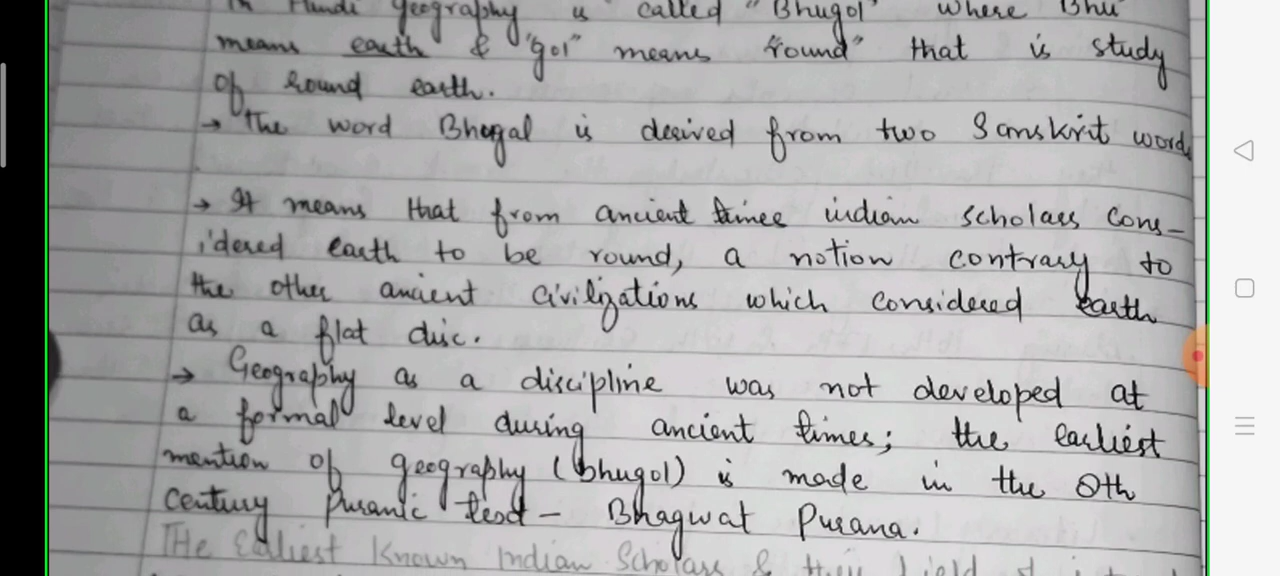 In Hindi geography is called "Bhugol" where Bhu
means earth & "gol" means "round" that is study
of round earth.
→ The word Bhogal is derived from two Sanskrit words
→ It means that from ancient times indian scholars cons-
idered earth to be round, a notion contrary to
the other ancient civilizations which considered earth
as a flat disc.
→ Geography as a discipline was not developed at
a formal level during ancient times; the earliest
mention of geography (bhugol) is made in the 8th
century Puranic text - Bhagwat Purana.
THe Earliest Known Indian Scholars & their